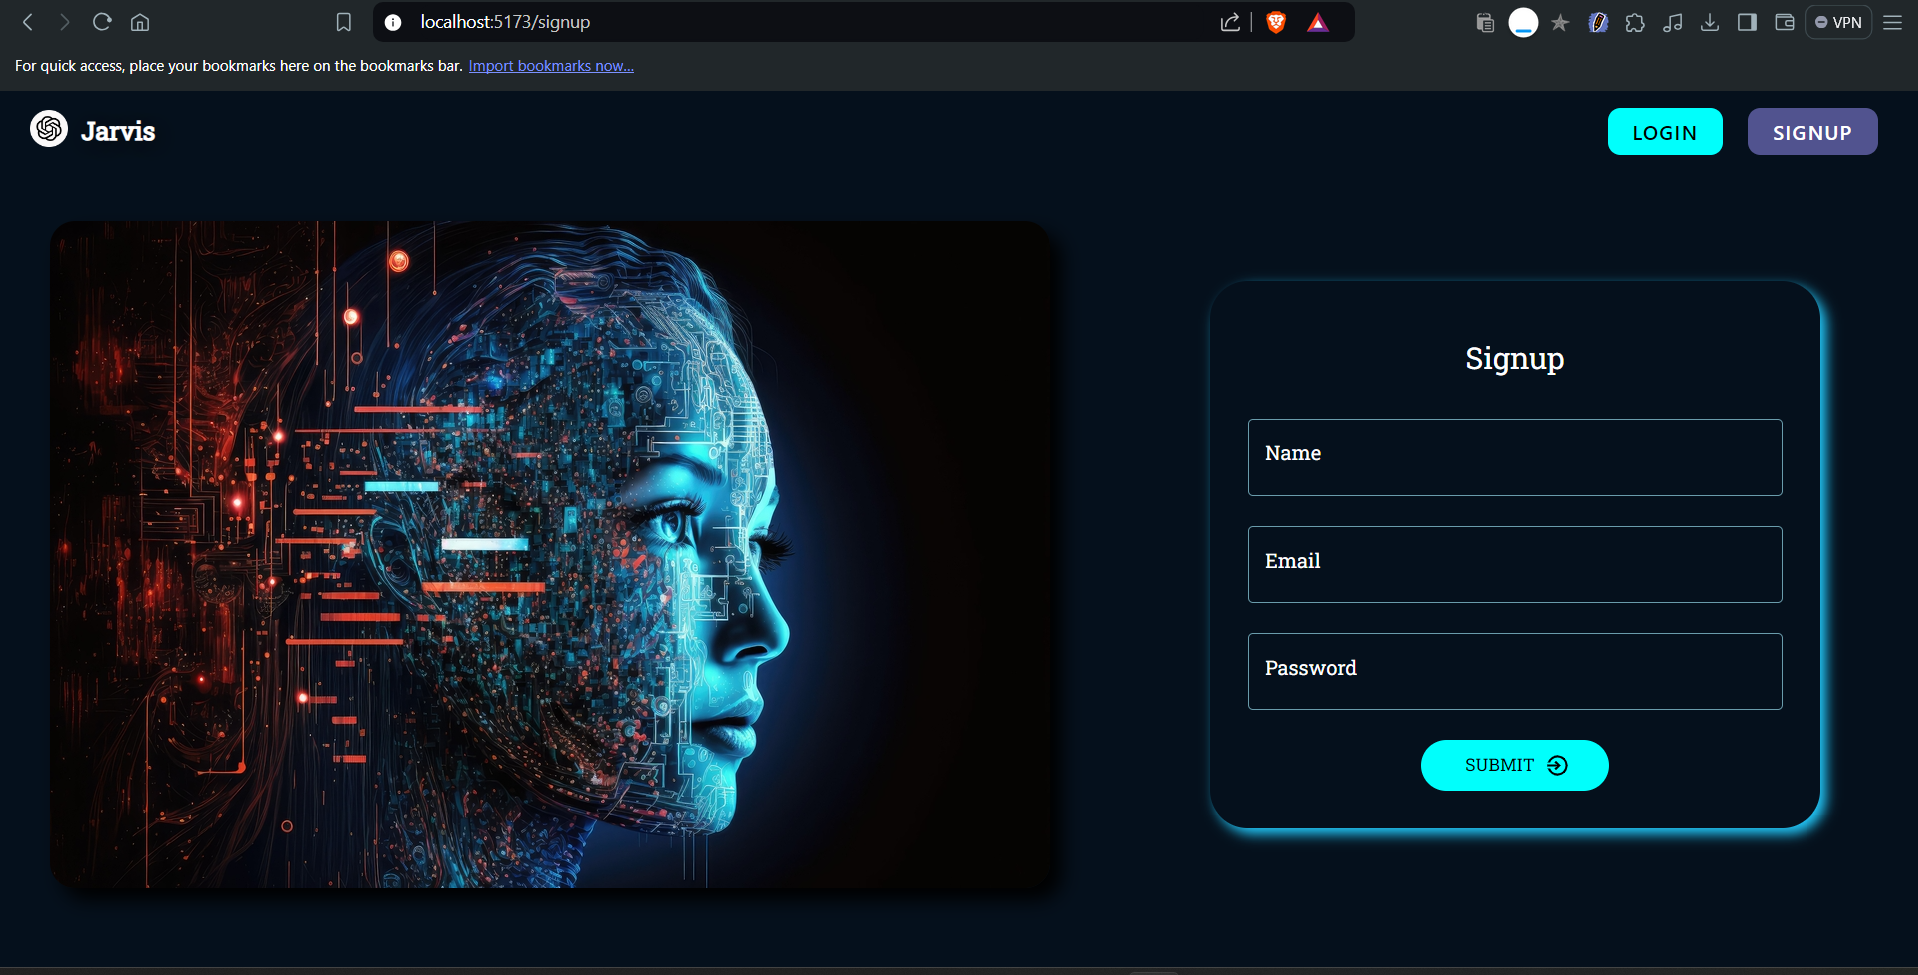 localhost:5173/signup
VPN
For quick access, place your bookmarks here on the bookmarks bar. Import bookmarks now...
Jarvis
LOGIN
SIGNUP
Signup
Name
Email
Password
SUBMIT